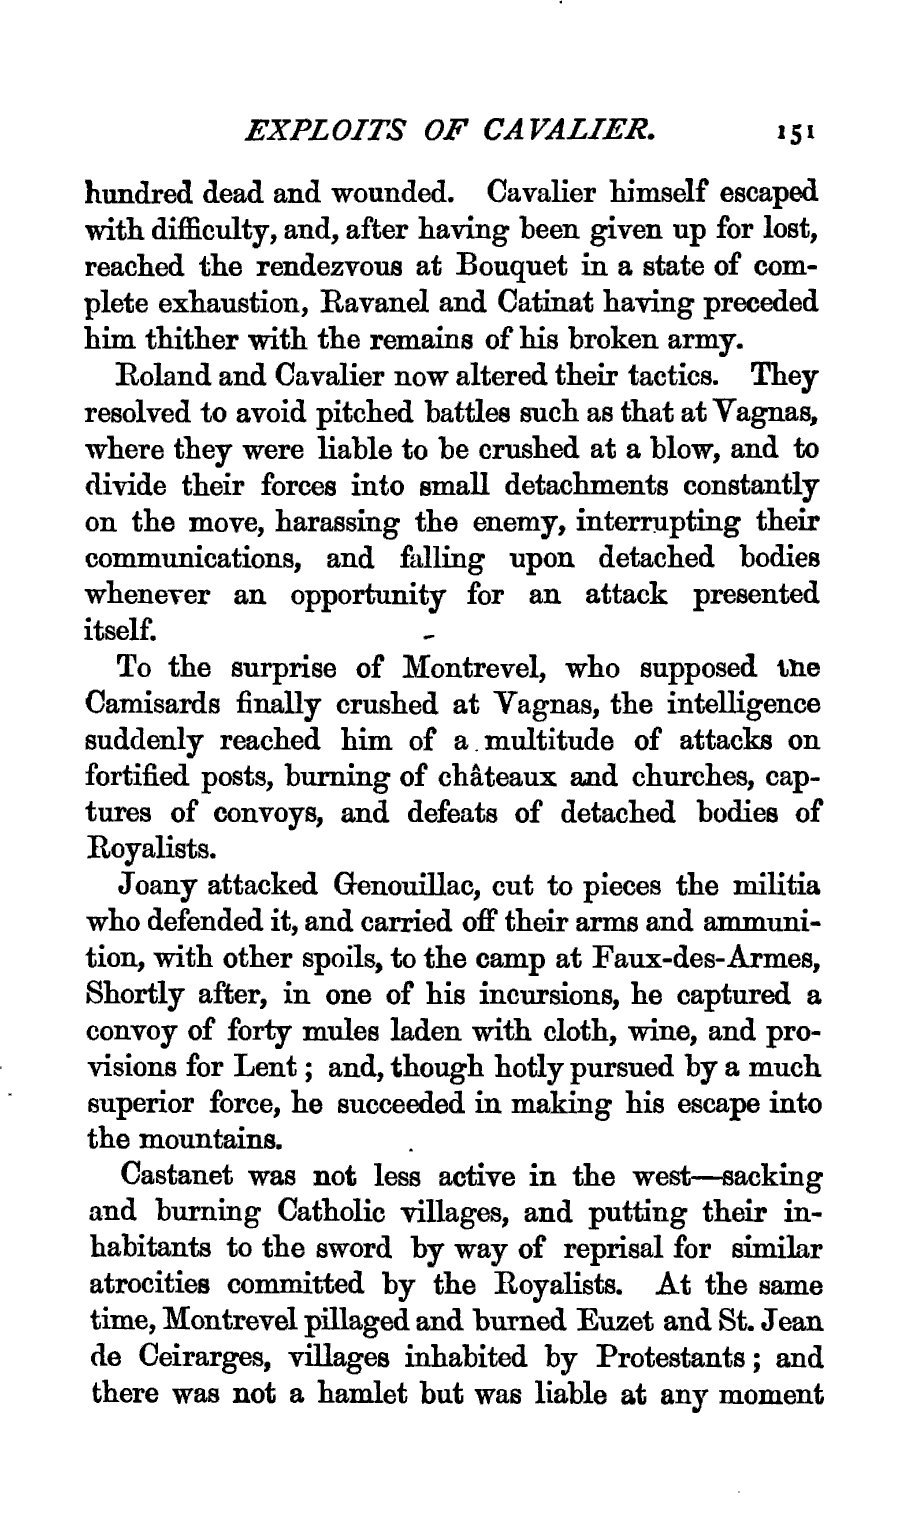 EXPLOITS OF CAVALIER. 151
hundred dead and wounded. Cavalier himself escaped
with difficulty, and, after having been given up for lost,
reached the rendezvous at Bouquet in a state of com-
plete exhaustion, Ravanel and Catinat having preceded
him thither with the remains of his broken army.
Roland and Cavalier now altered their tactics. They
resolved to avoid pitched battles such as that at Vagnas,
where they were liable to be crushed at a blow, and to
divide their forces into small detachments constantly
on the move, harassing the enemy, interrupting their
communications, and falling upon detached bodies
whenever an opportunity for an attack presented
itself.
To the surprise of Montrevel, who supposed the
Camisards finally crushed at Vagnas, the intelligence
suddenly reached him of a multitude of attacks on
fortified posts, burning of châteaux and churches, cap-
tures of convoys, and defeats of detached bodies of
Royalists.
Joany attacked Genouillac, cut to pieces the militia
who defended it, and carried off their arms and ammuni-
tion, with other spoils, to the camp at Faux-des-Armes,
Shortly after, in one of his incursions, he captured a
convoy of forty mules laden with cloth, wine, and pro-
visions for Lent ; and, though hotly pursued by a much
superior force, he succeeded in making his escape into
the mountains.
Castanet was not less active in the west—sacking
and burning Catholic villages, and putting their in-
habitants to the sword by way of reprisal for similar
atrocities committed by the Royalists. At the same
time, Montrevel pillaged and burned Euzet and St. Jean
de Ceirarges, villages inhabited by Protestants ; and
there was not a hamlet but was liable at any moment